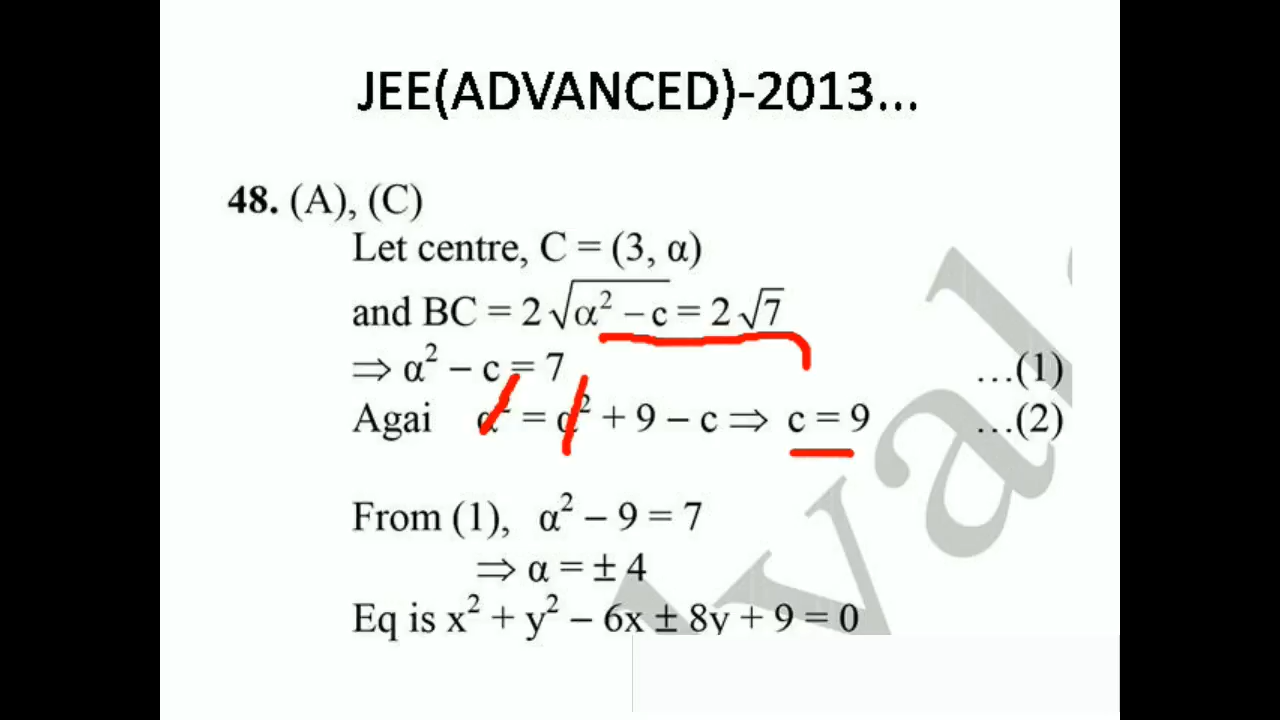 JEE(ADVANCED)-2013...
48. (A), (C)
Let centre, C = (3, α)
and BC = 2√(α² – c) = 2√7
⇒ α² – c = 7 ...(1)
Agai α² = α² + 9 – c ⇒ c = 9 ...(2)
From (1), α² – 9 = 7
⇒ α = ± 4
Eq is x² + y² – 6x ± 8y + 9 = 0